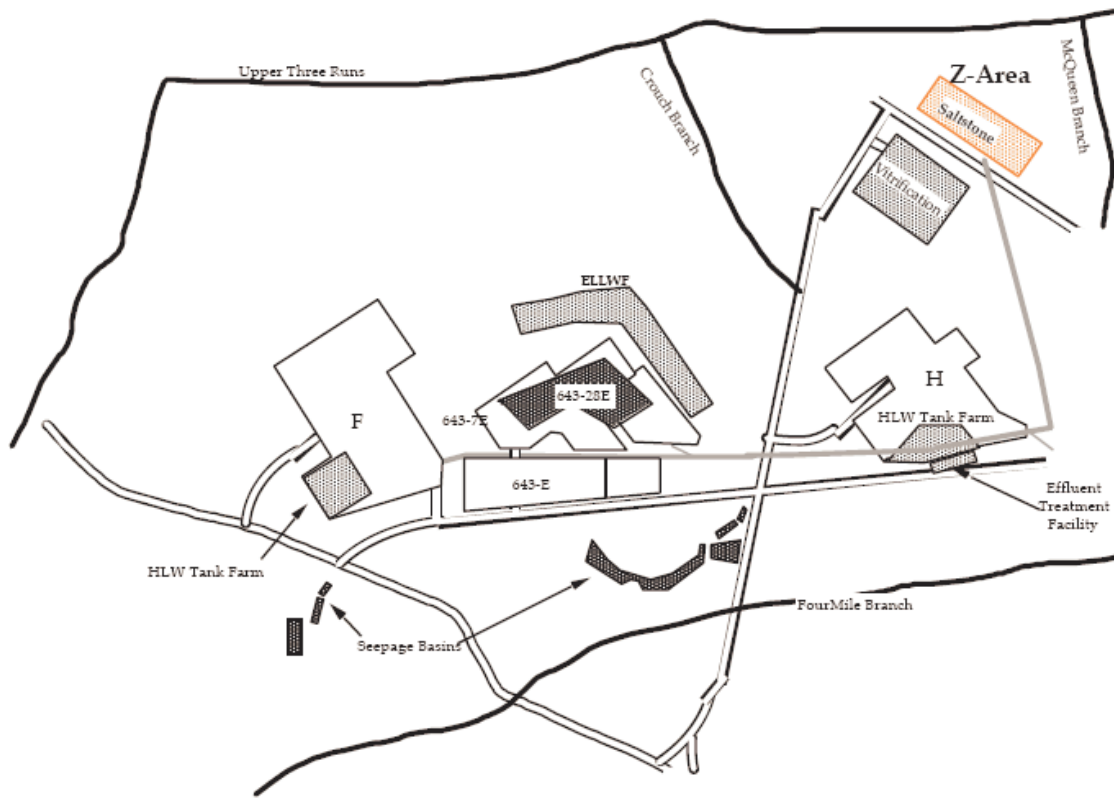 Upper Three Runs
Crouch Branch
McQueen Branch
Z-Area
Saltstone
Vitrification
ELLWF
643-28E
643-7E
F
H
HLW Tank Farm
643-E
Effluent
Treatment
Facility
HLW Tank Farm
FourMile Branch
Seepage Basins